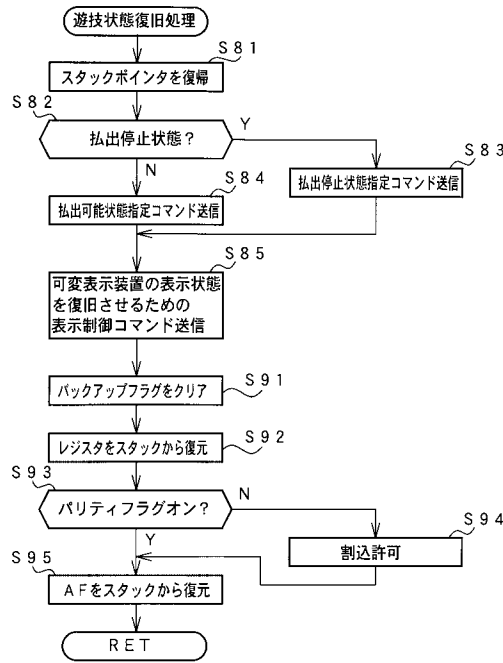 遊技状態復旧処理
S81
スタックポインタを復帰
S82
払出停止状態?
Y
N
S83
払出停止状態指定コマンド送信
S84
払出可能状態指定コマンド送信
S85
可変表示装置の表示状態
を復旧させるための
表示制御コマンド送信
S91
バックアップフラグをクリア
S92
レジスタをスタックから復元
S93
パリティフラグオン?
N
Y
S94
割込許可
S95
AFをスタックから復元
RET